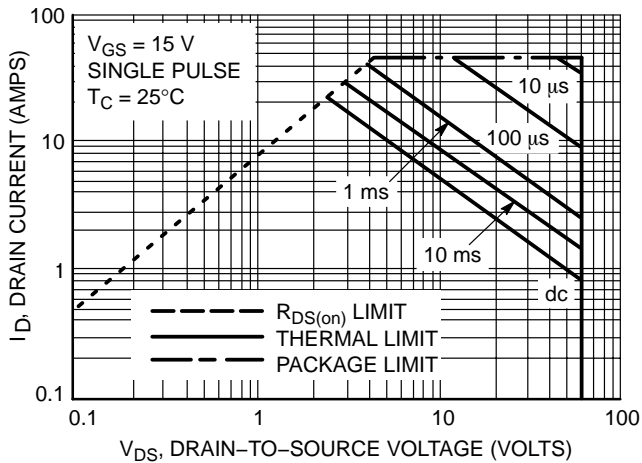 V_GS = 15 V
SINGLE PULSE
T_C = 25°C
I_D, DRAIN CURRENT (AMPS)
100
10
1
0.1
10 µs
100 µs
1 ms
10 ms
dc
R_DS(on) LIMIT
THERMAL LIMIT
PACKAGE LIMIT
0.1
1
10
100
V_DS, DRAIN−TO−SOURCE VOLTAGE (VOLTS)